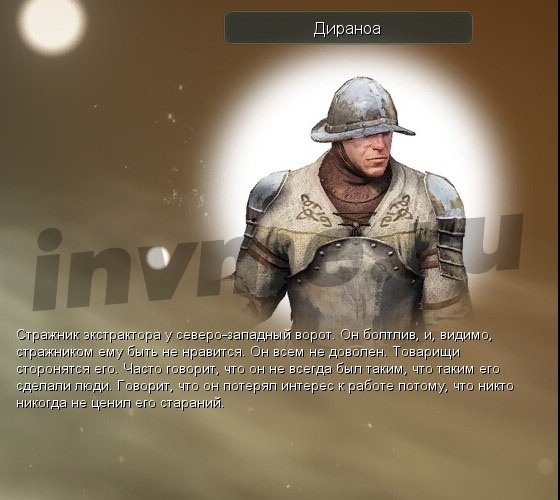 Дираноа
Стражник экстрактора у северо-западный ворот. Он болтлив, и, видимо,
стражником ему быть не нравится. Он всем не доволен. Товарищи
сторонятся его. Часто говорит, что он не всегда был таким, что таким его
сделали люди. Говорит, что он потерял интерес к работе потому, что никто
никогда не ценил его стараний.